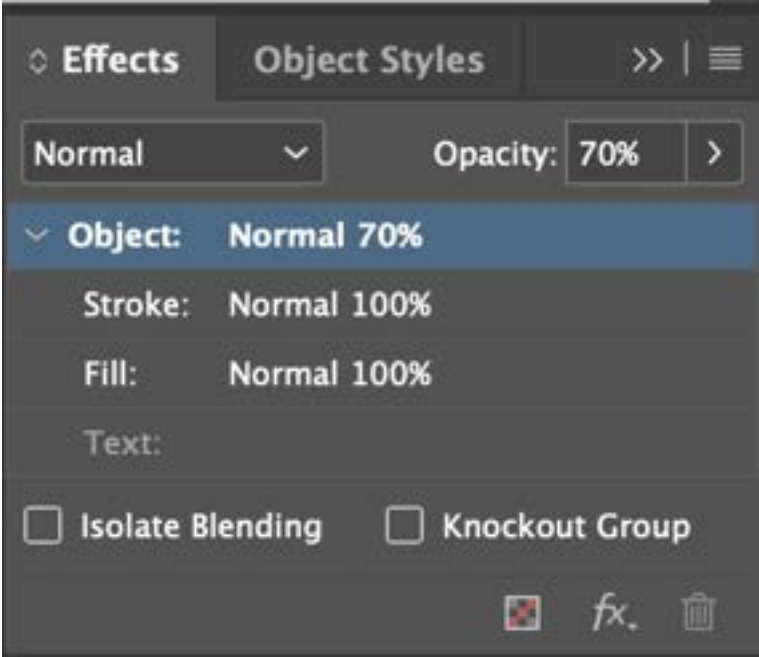 Effects Object Styles
Normal Opacity: 70%
Object: Normal 70%
Stroke: Normal 100%
Fill: Normal 100%
Text:
Isolate Blending Knockout Group
fx.